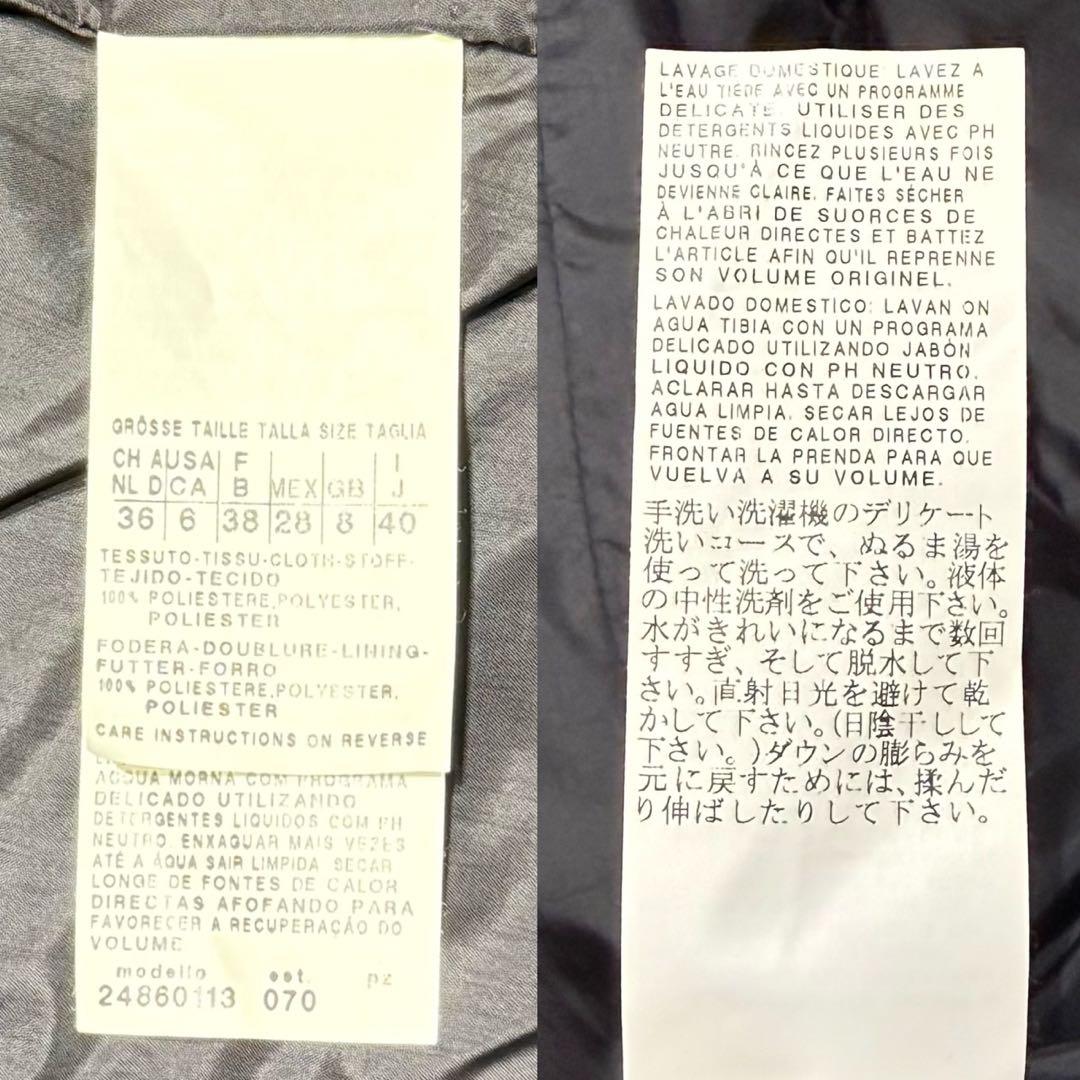 GRÖSSE TAILLE TALLA SIZE TAGLIA
CH A USA F I
NL D CA B MEX GB J
36 6 38 28 8 40
TESSUTO-TISSU-CLOTH-STOFF-
TEJIDO-TECIDO
100% POLIESTERE,POLYESTER,
POLIESTER
FODERA-DOUBLURE-LINING-
FUTTER-FORRO
100% POLIESTERE,POLYESTER,
POLIESTER
CARE INSTRUCTIONS ON REVERSE
ACQUA MORNA COM PROGRAMA
DELICADO UTILIZANDO
DETERGENTES LIQUIDOS COM PH
NEUTRO. ENXAGUAR MAIS VEZES
ATÉ A ÁGUA SAIR LIMPIDA. SECAR
LONGE DE FONTES DE CALOR
DIRECTAS AFOFANDO PARA
FAVORECER A RECUPERAÇÃO DO
VOLUME
modello est. pz
24860113 070
LAVAGE DOMESTIQUE: LAVEZ A
L'EAU TIEDE AVEC UN PROGRAMME
DELICATE. UTILISER DES
DETERGENTS LIQUIDES AVEC PH
NEUTRE. RINCEZ PLUSIEURS FOIS
JUSQU'À CE QUE L'EAU NE
DEVIENNE CLAIRE. FAITES SÉCHER
À L'ABRI DE SUORCES DE
CHALEUR DIRECTES ET BATTEZ
L'ARTICLE AFIN QU'IL REPRENNE
SON VOLUME ORIGINEL.
LAVADO DOMESTICO: LAVAN ON
AGUA TIBIA CON UN PROGRAMA
DELICADO UTILIZANDO JABÓN
LIQUIDO CON PH NEUTRO.
ACLARAR HASTA DESCARGAR
AGUA LIMPIA. SECAR LEJOS DE
FUENTES DE CALOR DIRECTO.
FRONTAR LA PRENDA PARA QUE
VUELVA A SU VOLUME.
手洗い洗濯機のデリケート
洗いコースで、ぬるま湯を
使って洗って下さい。液体
の中性洗剤をご使用下さい。
水がきれいになるまで数回
すすぎ、そして脱水して下
さい。直射日光を避けて乾
かして下さい。(日陰干しして
下さい。)ダウンの膨らみを
元に戻すためには、揉んだ
り伸ばしたりして下さい。